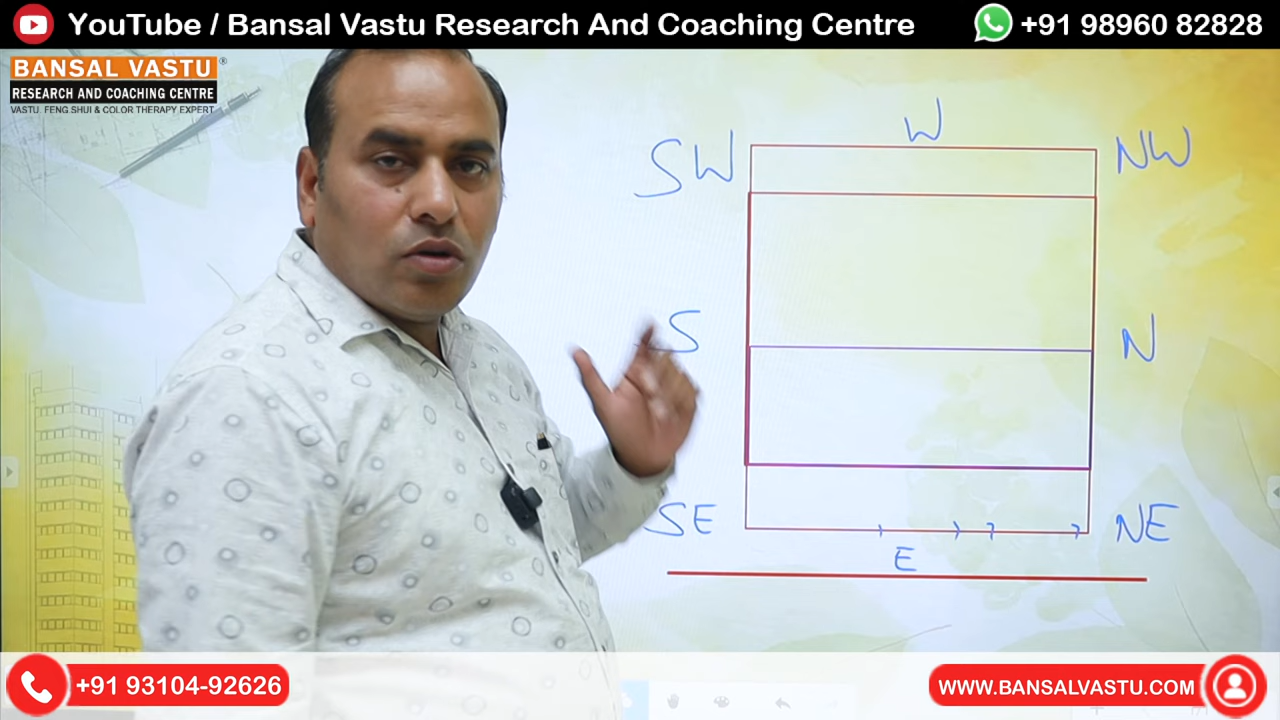 YouTube / Bansal Vastu Research And Coaching Centre
+91 98960 82828
BANSAL VASTU®
RESEARCH AND COACHING CENTRE
VASTU, FENG SHUI & COLOR THERAPY EXPERT
W
SW
NW
S
N
SE
NE
E
+91 93104-92626
WWW.BANSALVASTU.COM